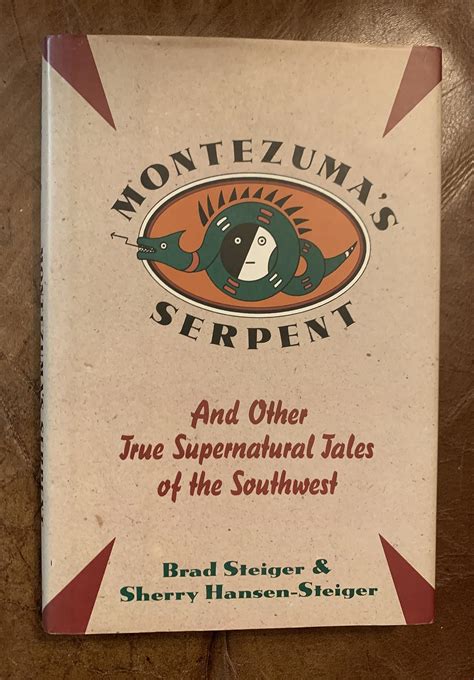 MONTEZUMA'S
SERPENT
And Other
True Supernatural Tales
of the Southwest
Brad Steiger &
Sherry Hansen-Steiger